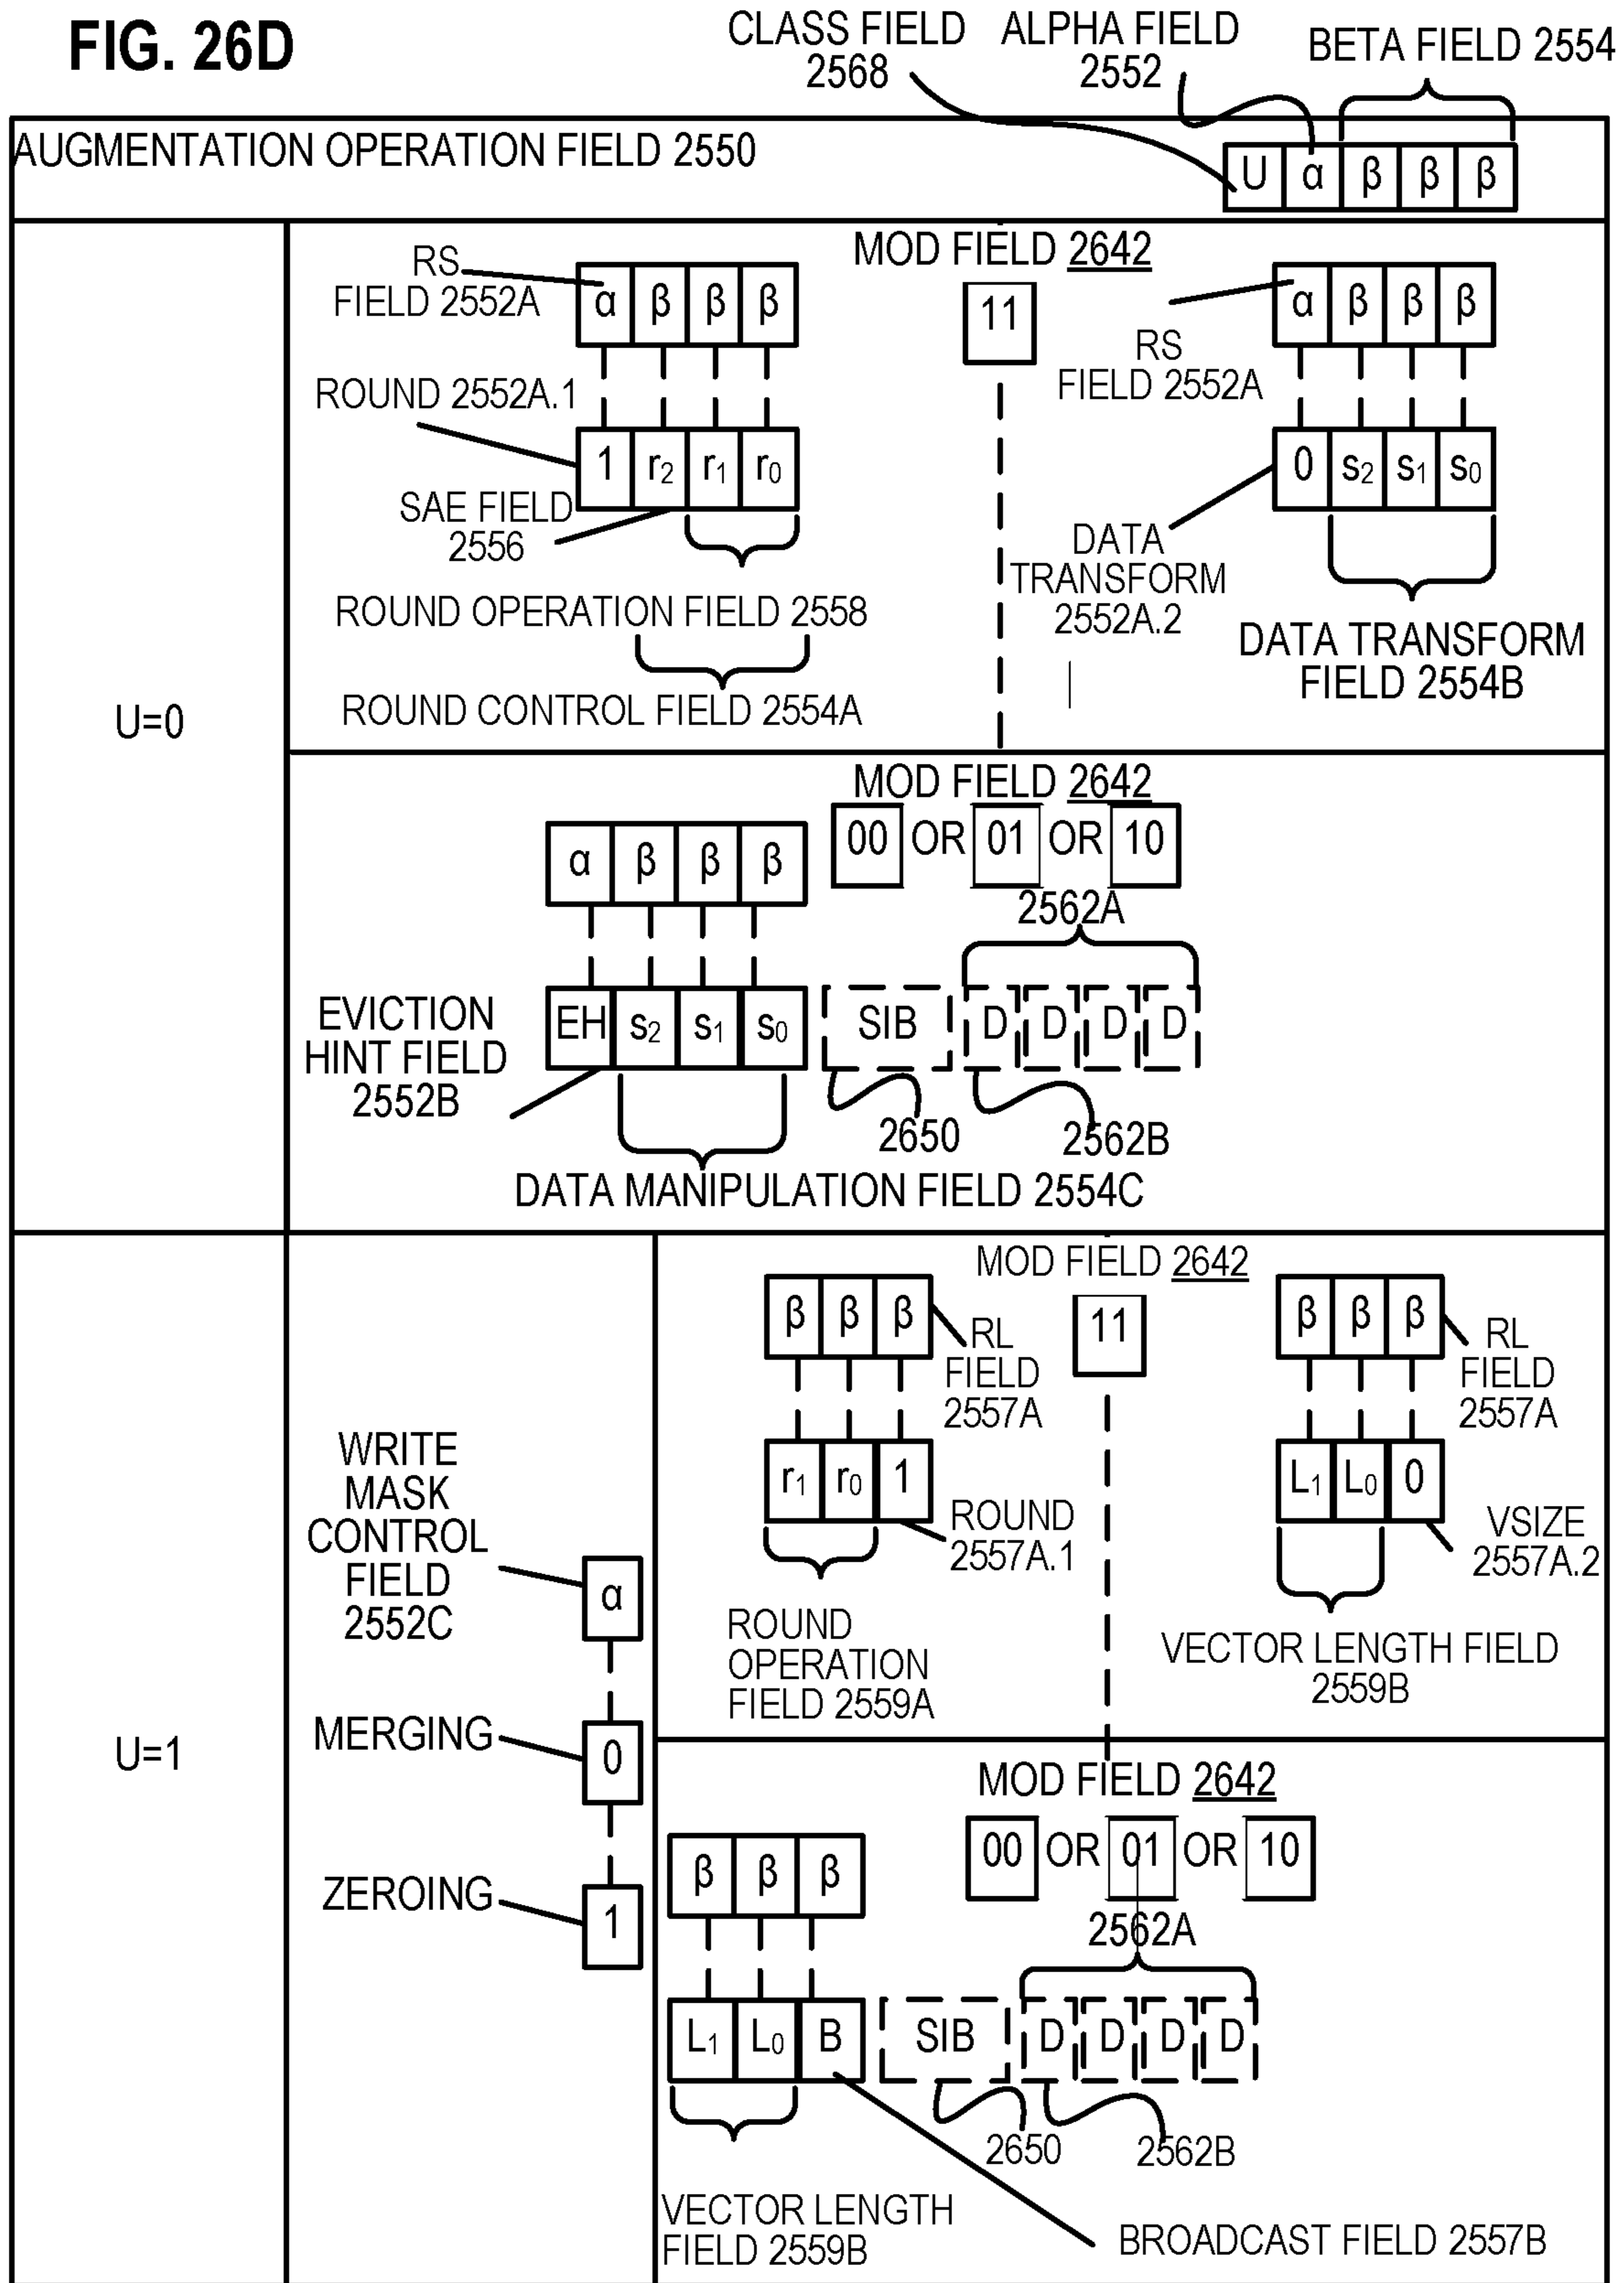 FIG. 26D
CLASS FIELD
2568
ALPHA FIELD
2552
BETA FIELD 2554
AUGMENTATION OPERATION FIELD 2550
U α β β β
U=0
MOD FIELD 2642
11
RS
FIELD 2552A
α β β β
ROUND 2552A.1
1 r2 r1 r0
SAE FIELD
2556
ROUND OPERATION FIELD 2558
ROUND CONTROL FIELD 2554A
α β β β
RS
FIELD 2552A
0 s2 s1 s0
DATA
TRANSFORM
2552A.2
DATA TRANSFORM
FIELD 2554B
MOD FIELD 2642
00 OR 01 OR 10
α β β β
2562A
EVICTION
HINT FIELD
2552B
EH s2 s1 s0 SIB D D D D
2650
2562B
DATA MANIPULATION FIELD 2554C
U=1
WRITE
MASK
CONTROL
FIELD
2552C
α
MERGING
0
ZEROING
1
MOD FIELD 2642
11
β β β
RL
FIELD
2557A
r1 r0 1
ROUND
2557A.1
ROUND
OPERATION
FIELD 2559A
β β β
RL
FIELD
2557A
L1 L0 0
VSIZE
2557A.2
VECTOR LENGTH FIELD
2559B
MOD FIELD 2642
00 OR 01 OR 10
β β β
2562A
L1 L0 B SIB D D D D
2650
2562B
VECTOR LENGTH
FIELD 2559B
BROADCAST FIELD 2557B